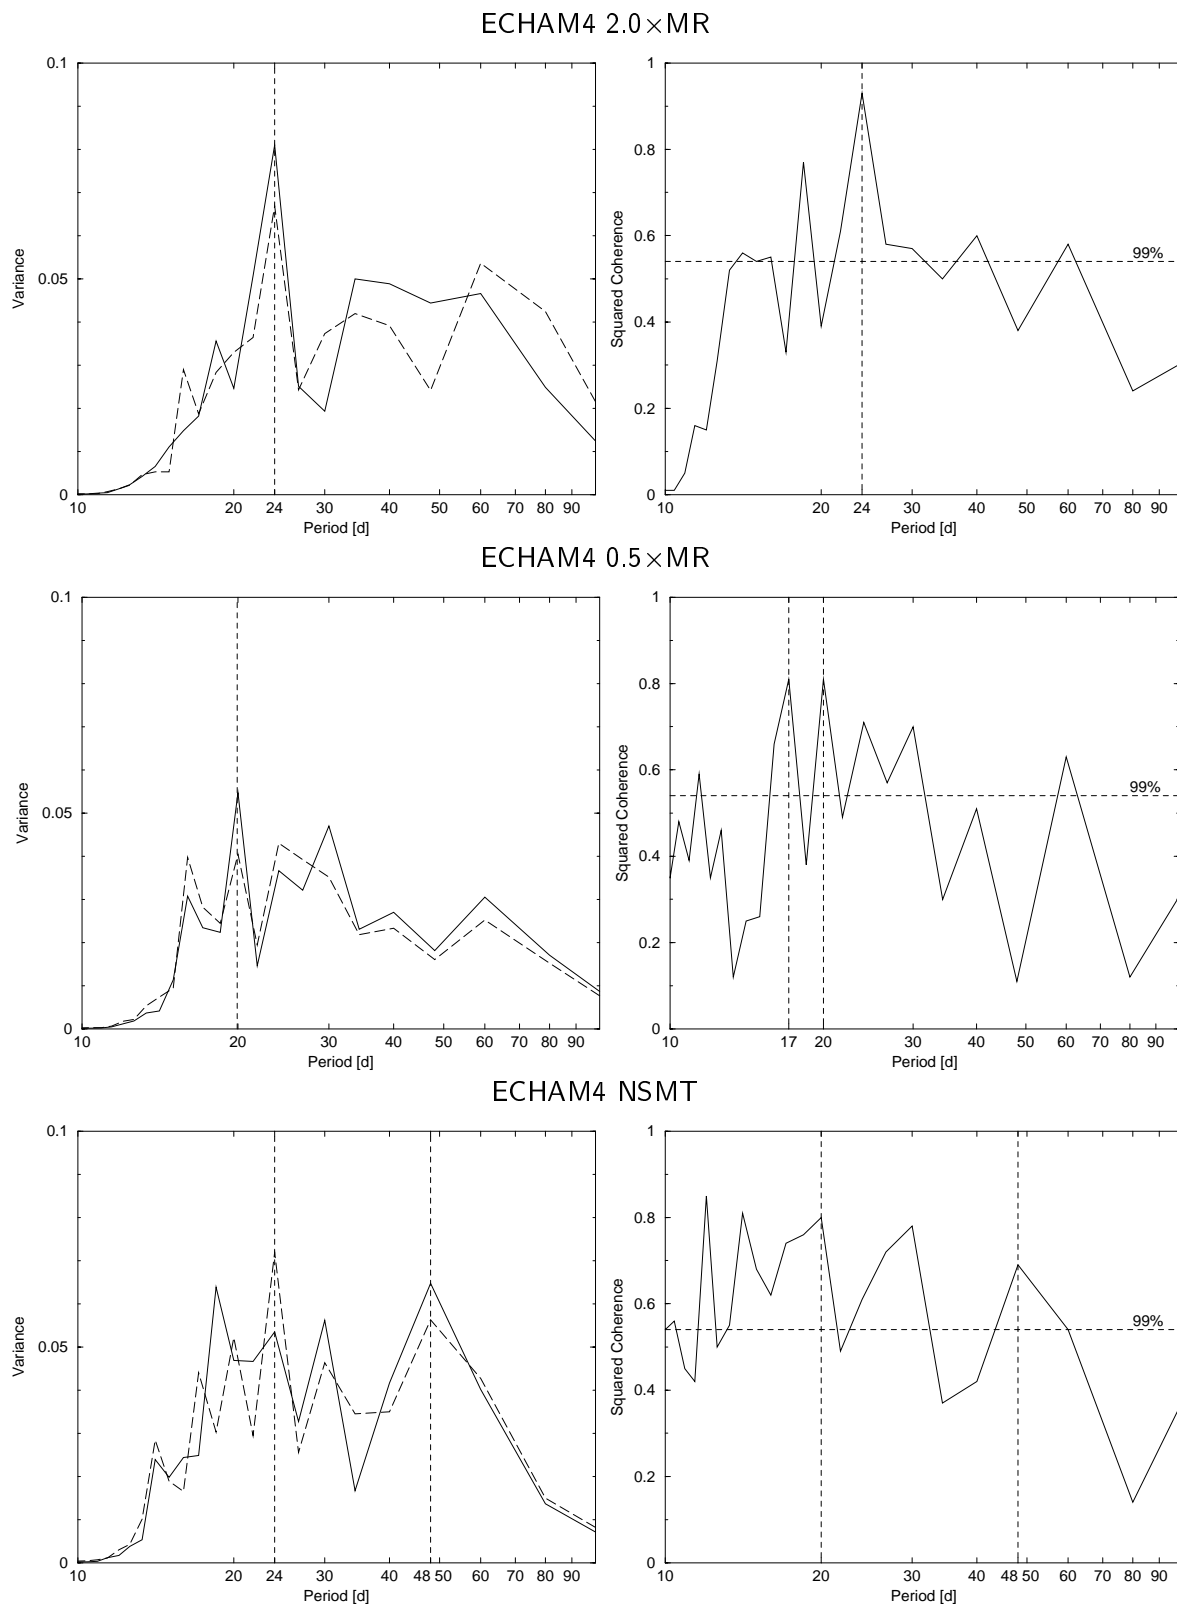 ECHAM4 2.0×MR
0.1
0.05
0
Variance
10 20 24 30 40 50 60 70 80 90
Period [d]
1
0.8
0.6
0.4
0.2
0
Squared Coherence
99%
10 20 24 30 40 50 60 70 80 90
Period [d]
ECHAM4 0.5×MR
0.1
0.05
0
Variance
10 20 30 40 50 60 70 80 90
Period [d]
1
0.8
0.6
0.4
0.2
0
Squared Coherence
99%
10 17 20 30 40 50 60 70 80 90
Period [d]
ECHAM4 NSMT
0.1
0.05
0
Variance
10 20 24 30 40 48 50 60 70 80 90
Period [d]
1
0.8
0.6
0.4
0.2
0
Squared Coherence
99%
10 20 30 40 48 50 60 70 80 90
Period [d]